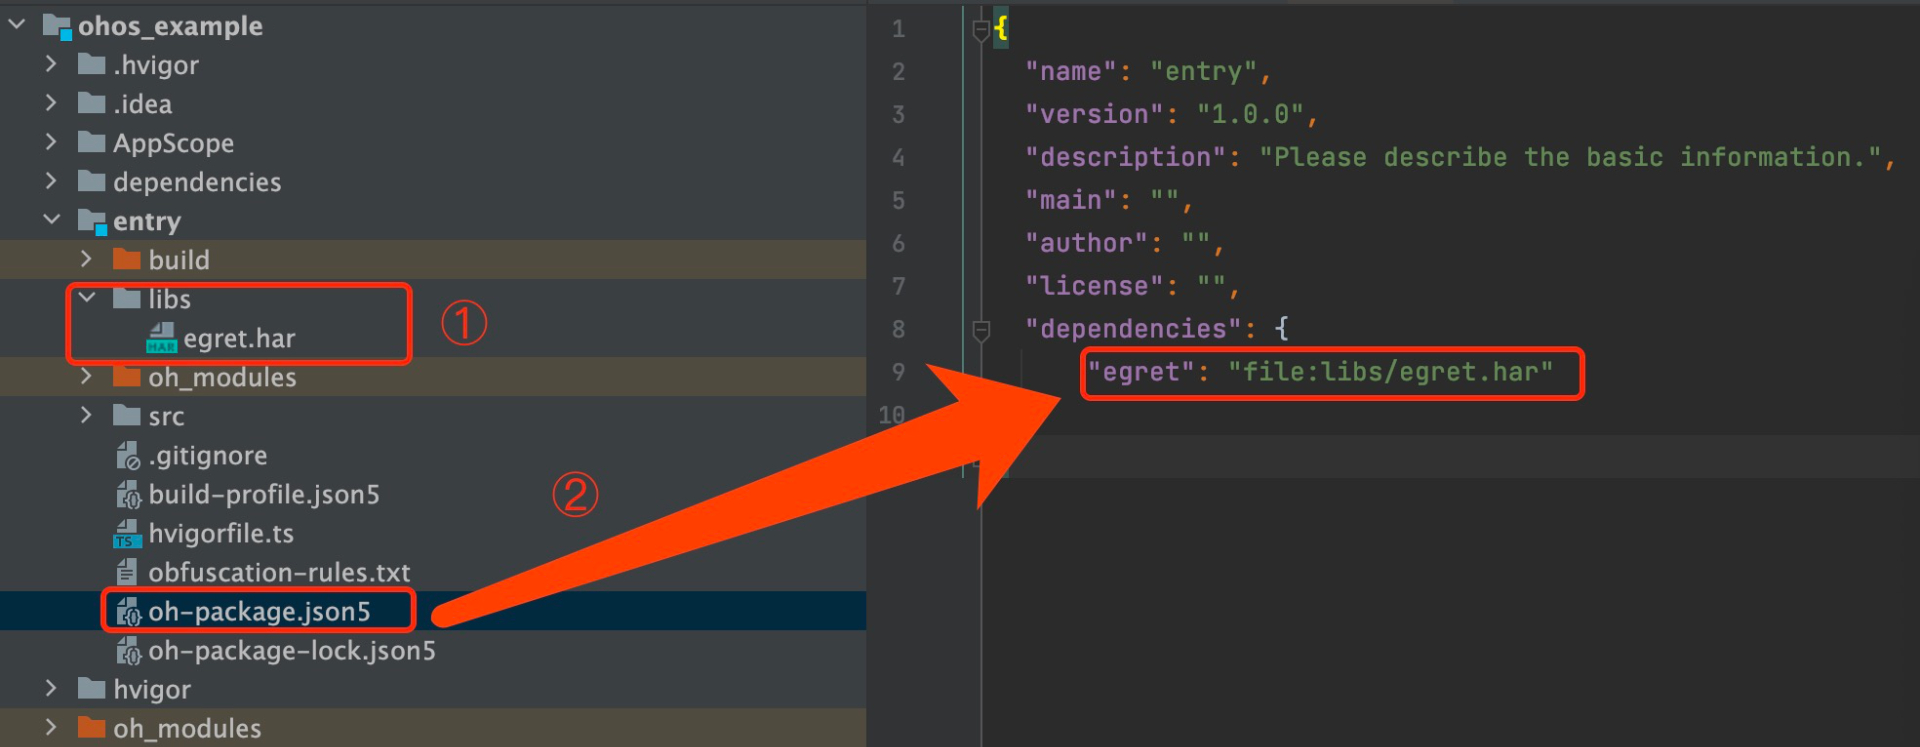 ohos_example
.hvigor
.idea
AppScope
dependencies
entry
build
libs
egret.har
oh_modules
src
.gitignore
build-profile.json5
hvigorfile.ts
obfuscation-rules.txt
oh-package.json5
oh-package-lock.json5
hvigor
oh_modules
HAR
TS
①
②
1 {
2 "name": "entry",
3 "version": "1.0.0",
4 "description": "Please describe the basic information.",
5 "main": "",
6 "author": "",
7 "license": "",
8 "dependencies": {
9 "egret": "file:libs/egret.har"
10